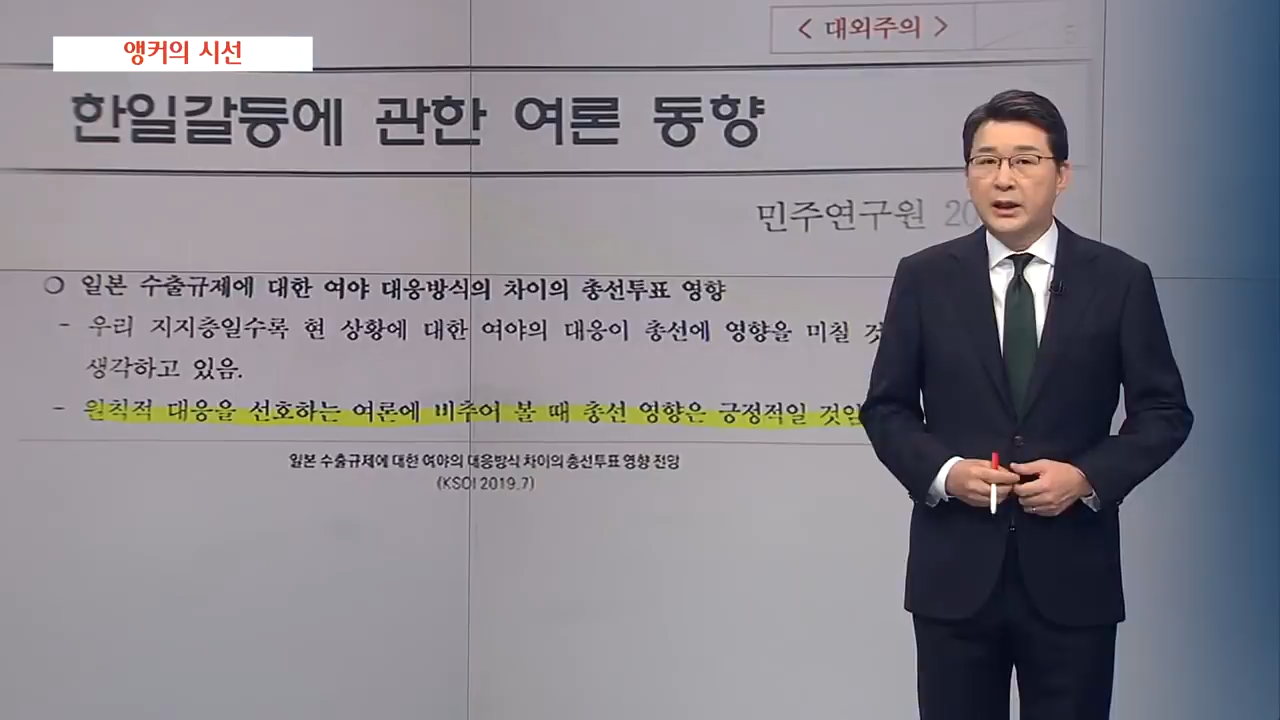 앵커의 시선
< 대외주의 >
한일갈등에 관한 여론 동향
민주연구원 20
○ 일본 수출규제에 대한 여야 대응방식의 차이의 총선투표 영향
- 우리 지지층일수록 현 상황에 대한 여야의 대응이 총선에 영향을 미칠
생각하고 있음.
- 원칙적 대응을 선호하는 여론에 비추어 볼 때 총선 영향은 긍정적일
일본 수출규제에 대한 여야의 대응방식 차이의 총선투표 영향 전망
(KSOI 2019.7)